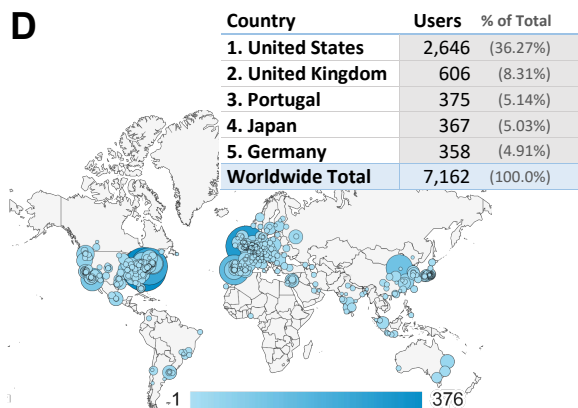 D
Country Users % of Total
1. United States 2,646 (36.27%)
2. United Kingdom 606 (8.31%)
3. Portugal 375 (5.14%)
4. Japan 367 (5.03%)
5. Germany 358 (4.91%)
Worldwide Total 7,162 (100.0%)
1 376